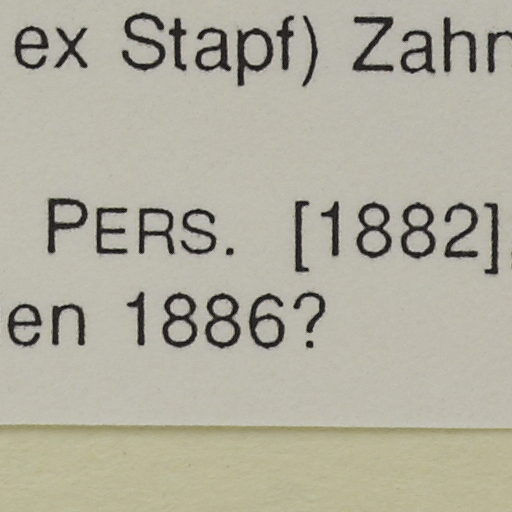 ex Stapf) Zahn
PERS. [1882],
en 1886?